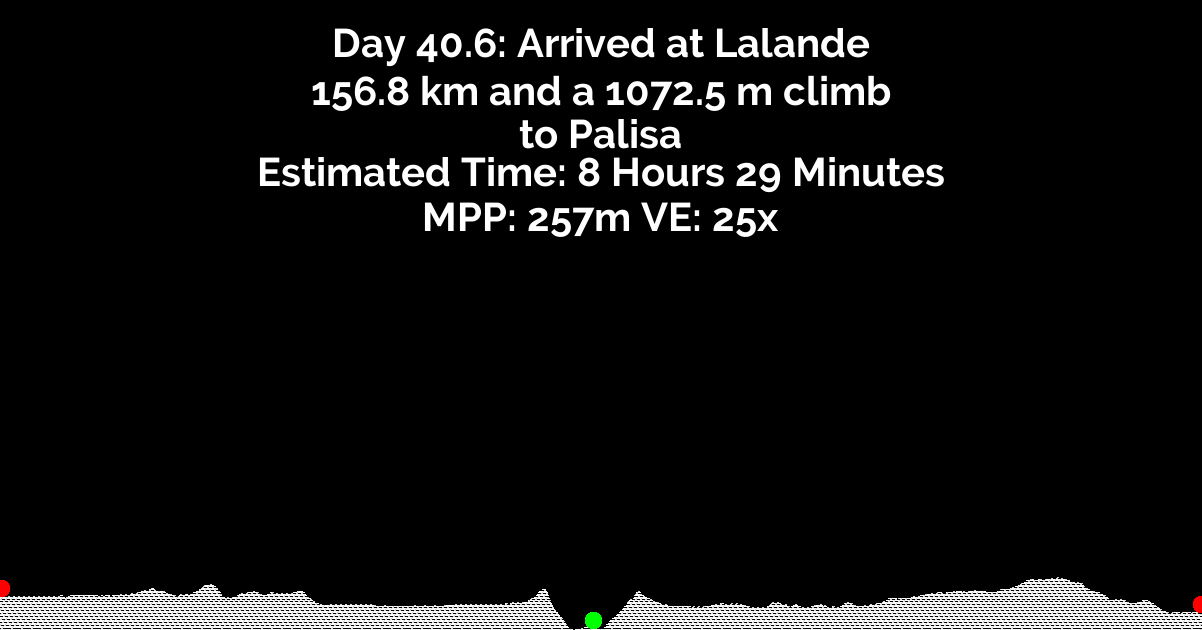 Day 40.6: Arrived at Lalande
156.8 km and a 1072.5 m climb
to Palisa
Estimated Time: 8 Hours 29 Minutes
MPP: 257m VE: 25x